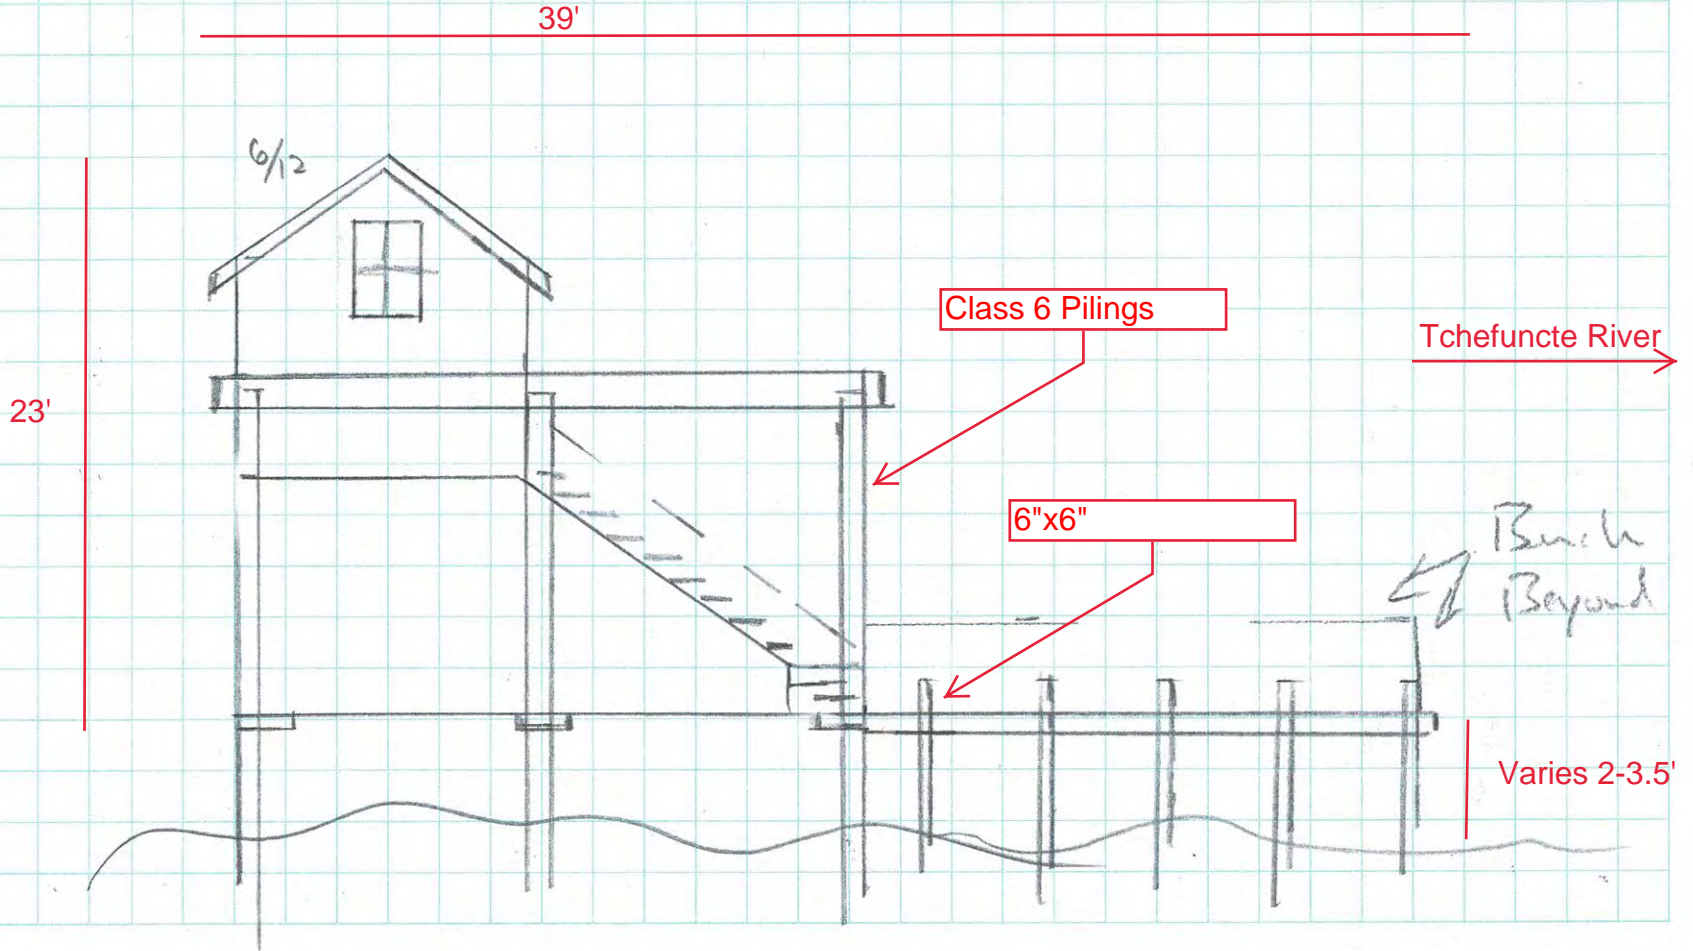 39'
6/12
Class 6 Pilings
Tchefuncte River
23'
6"x6"
Bench
Beyond
Varies 2-3.5'